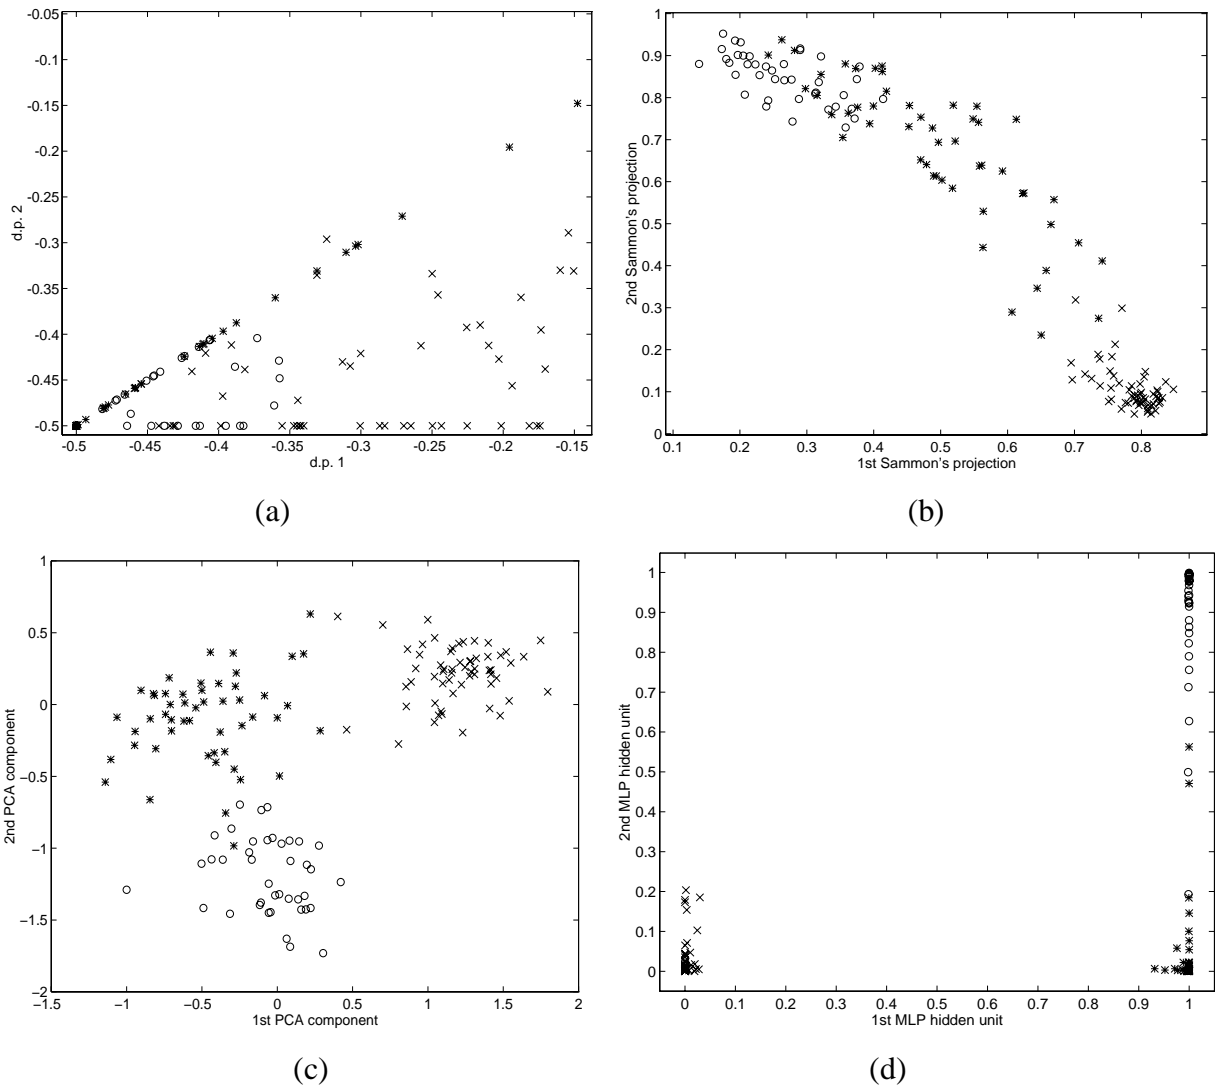 -0.05
-0.1
-0.15
-0.2
-0.25
-0.3
-0.35
-0.4
-0.45
-0.5
d.p. 2
-0.5 -0.45 -0.4 -0.35 -0.3 -0.25 -0.2 -0.15
d.p. 1
(a)
1
0.9
0.8
0.7
0.6
0.5
0.4
0.3
0.2
0.1
0
2nd Sammon's projection
0.1 0.2 0.3 0.4 0.5 0.6 0.7 0.8
1st Sammon's projection
(b)
1
0.5
0
−0.5
−1
−1.5
−2
2nd PCA component
−1.5 −1 −0.5 0 0.5 1 1.5 2
1st PCA component
(c)
1
0.9
0.8
0.7
0.6
0.5
0.4
0.3
0.2
0.1
0
2nd MLP hidden unit
0 0.1 0.2 0.3 0.4 0.5 0.6 0.7 0.8 0.9 1
1st MLP hidden unit
(d)